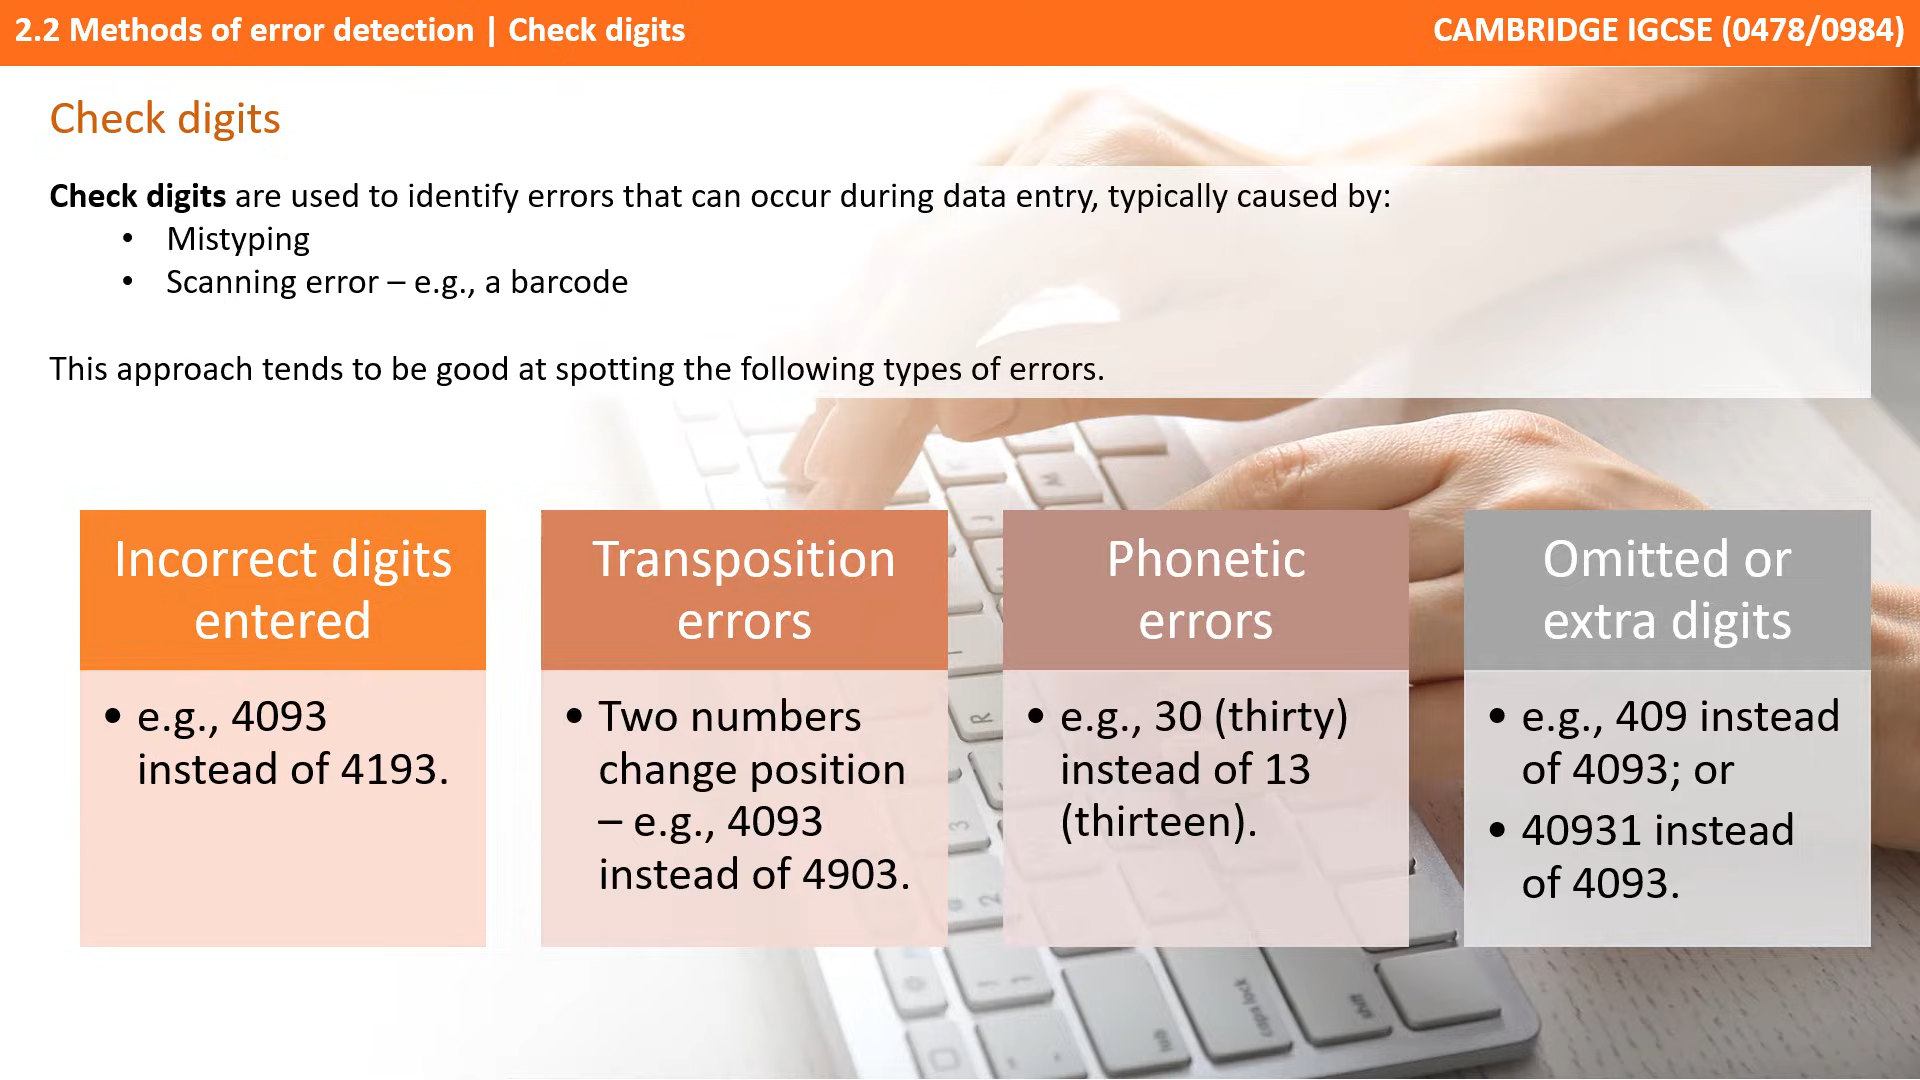 2.2 Methods of error detection | Check digits
CAMBRIDGE IGCSE (0478/0984)
Check digits
Check digits are used to identify errors that can occur during data entry, typically caused by:
• Mistyping
• Scanning error – e.g., a barcode
This approach tends to be good at spotting the following types of errors.
Incorrect digits
entered
• e.g., 4093
instead of 4193.
Transposition
errors
• Two numbers
change position
– e.g., 4093
instead of 4903.
Phonetic
errors
• e.g., 30 (thirty)
instead of 13
(thirteen).
Omitted or
extra digits
• e.g., 409 instead
of 4093; or
• 40931 instead
of 4093.
caps lock
shift
tab